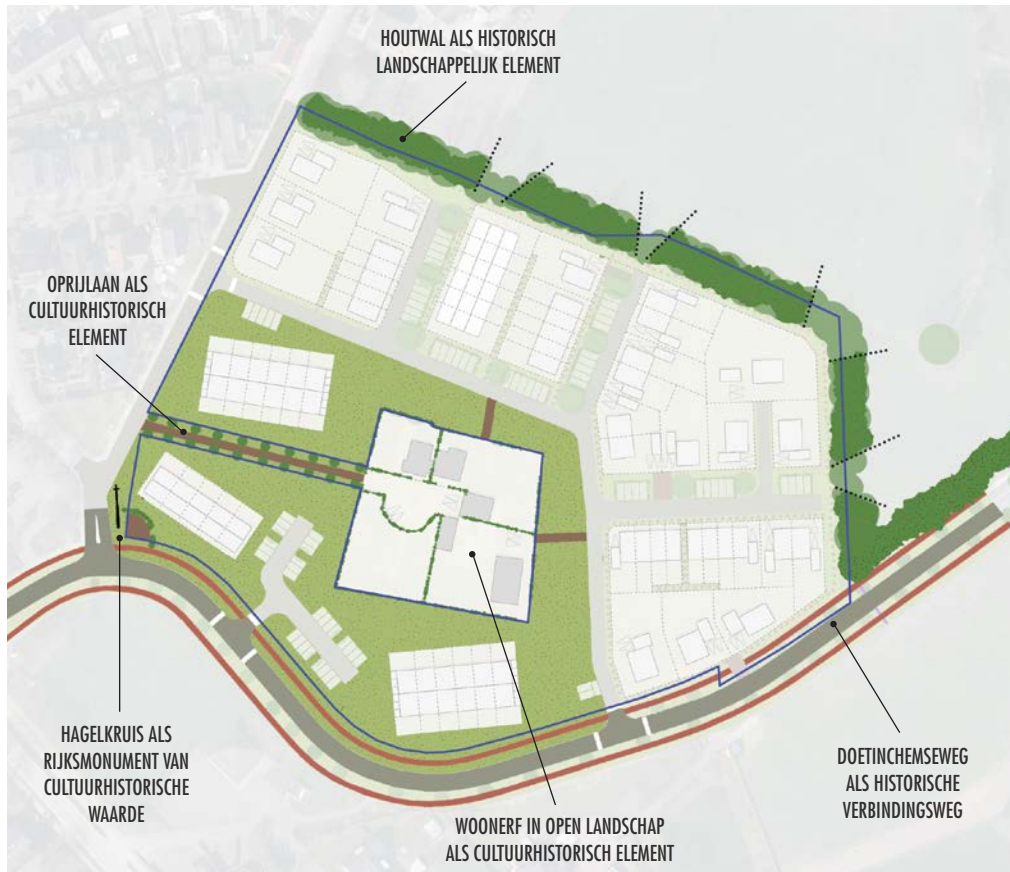 HOUTWAL ALS HISTORISCH
LANDSCHAPPELIJK ELEMENT
OPRIJLAAN ALS
CULTUURHISTORISCH
ELEMENT
HAGELKRUIS ALS
RIJKSMONUMENT VAN
CULTUURHISTORISCHE
WAARDE
WOONERF IN OPEN LANDSCHAP
ALS CULTUURHISTORISCH ELEMENT
DOETINCHEMSEWEG
ALS HISTORISCHE
VERBINDINGSWEG